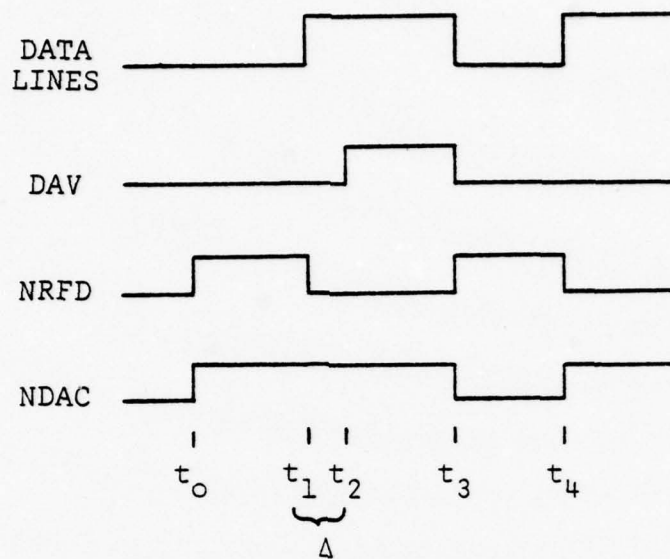 DATA
LINES
DAV
NRFD
NDAC
t₀ t₁ t₂ t₃ t₄
Δ